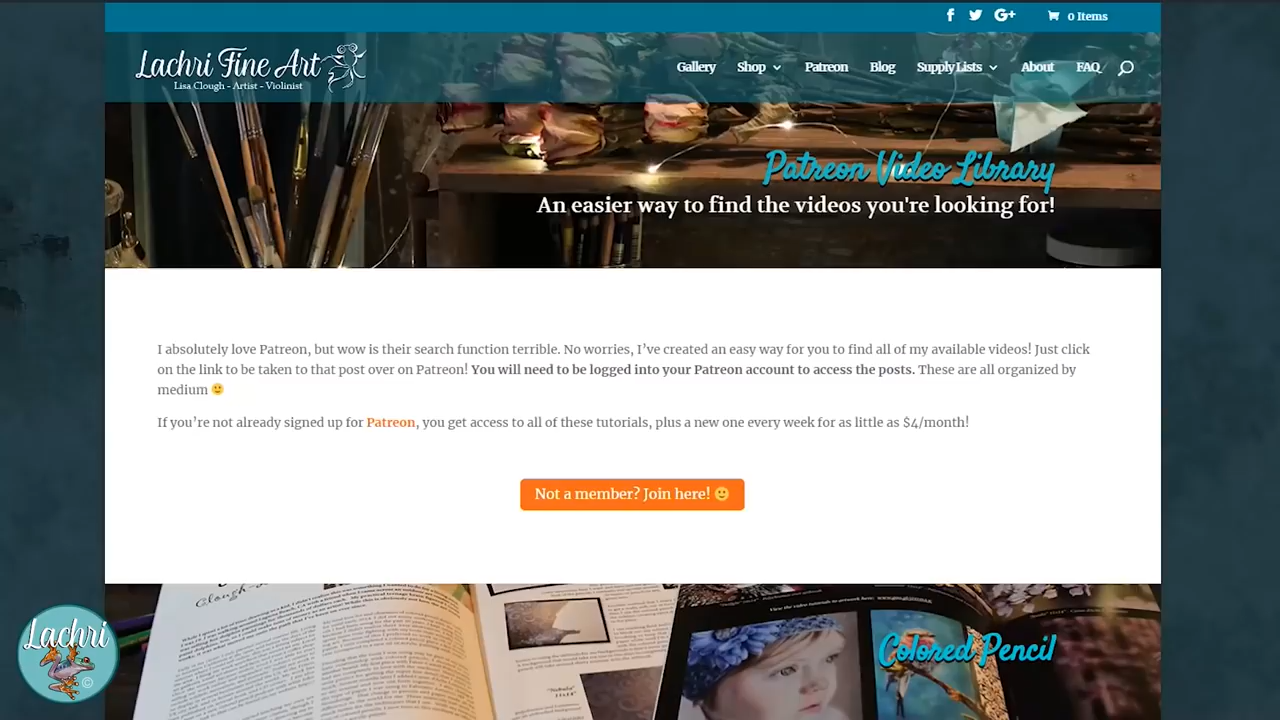 0 Items
Lachri Fine Art
Lisa Clough - Artist - Violinist
Gallery Shop Patreon Blog Supply Lists About FAQ
Patreon Video Library
An easier way to find the videos you're looking for!
I absolutely love Patreon, but wow is their search function terrible. No worries, I’ve created an easy way for you to find all of my available videos! Just click
on the link to be taken to that post over on Patreon! You will need to be logged into your Patreon account to access the posts. These are all organized by
medium 🙂
If you’re not already signed up for Patreon, you get access to all of these tutorials, plus a new one every week for as little as $4/month!
Not a member? Join here! 🙂
Colored Pencil
Lachri
©